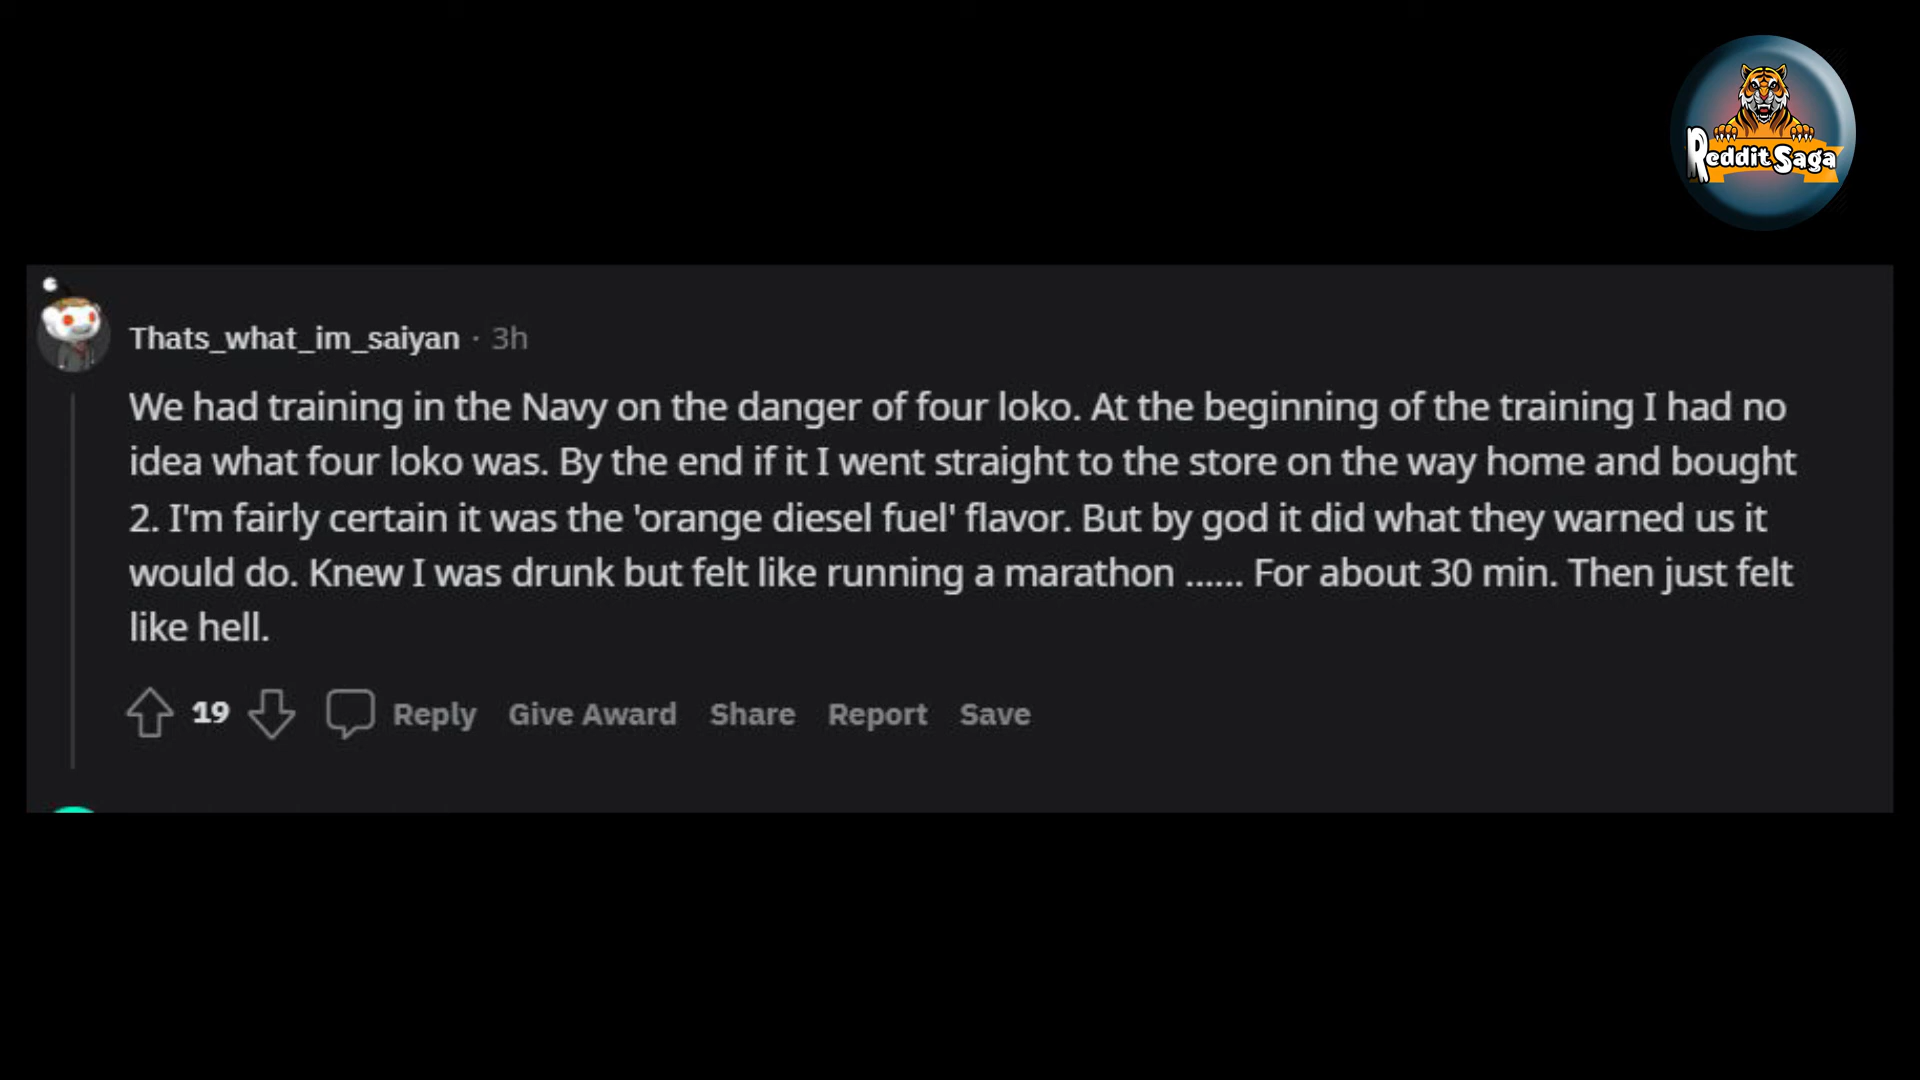 Reddit Saga
Thats_what_im_saiyan · 3h
We had training in the Navy on the danger of four loko. At the beginning of the training I had no
idea what four loko was. By the end if it I went straight to the store on the way home and bought
2. I'm fairly certain it was the 'orange diesel fuel' flavor. But by god it did what they warned us it
would do. Knew I was drunk but felt like running a marathon ...... For about 30 min. Then just felt
like hell.
19 Reply Give Award Share Report Save